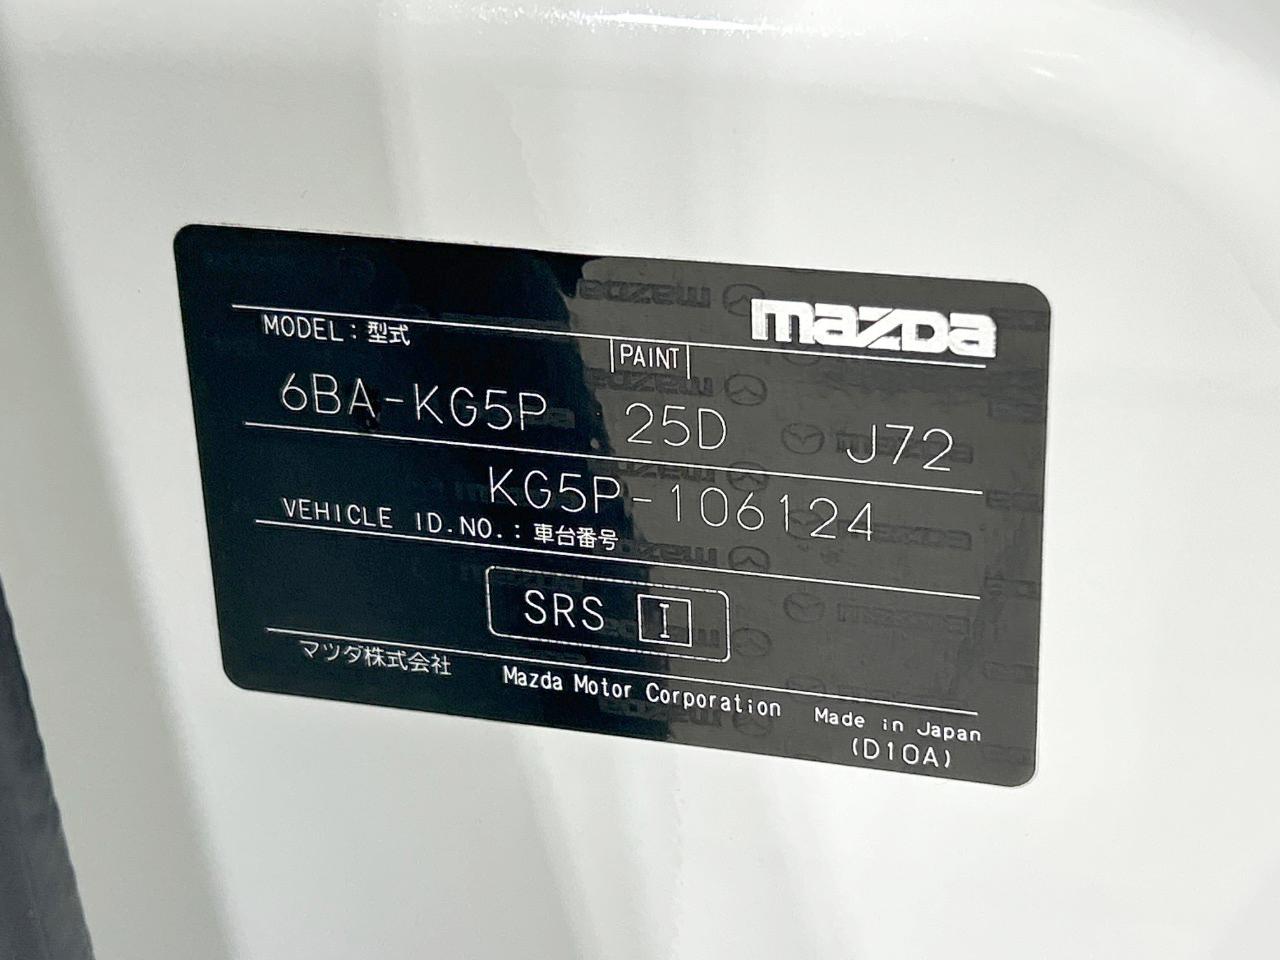 mazda
MODEL : 型式
PAINT
6BA-KG5P 25D J72
KG5P-106124
VEHICLE ID.NO. : 車台番号
SRS I
マツダ株式会社 Mazda Motor Corporation Made in Japan
(D10A)